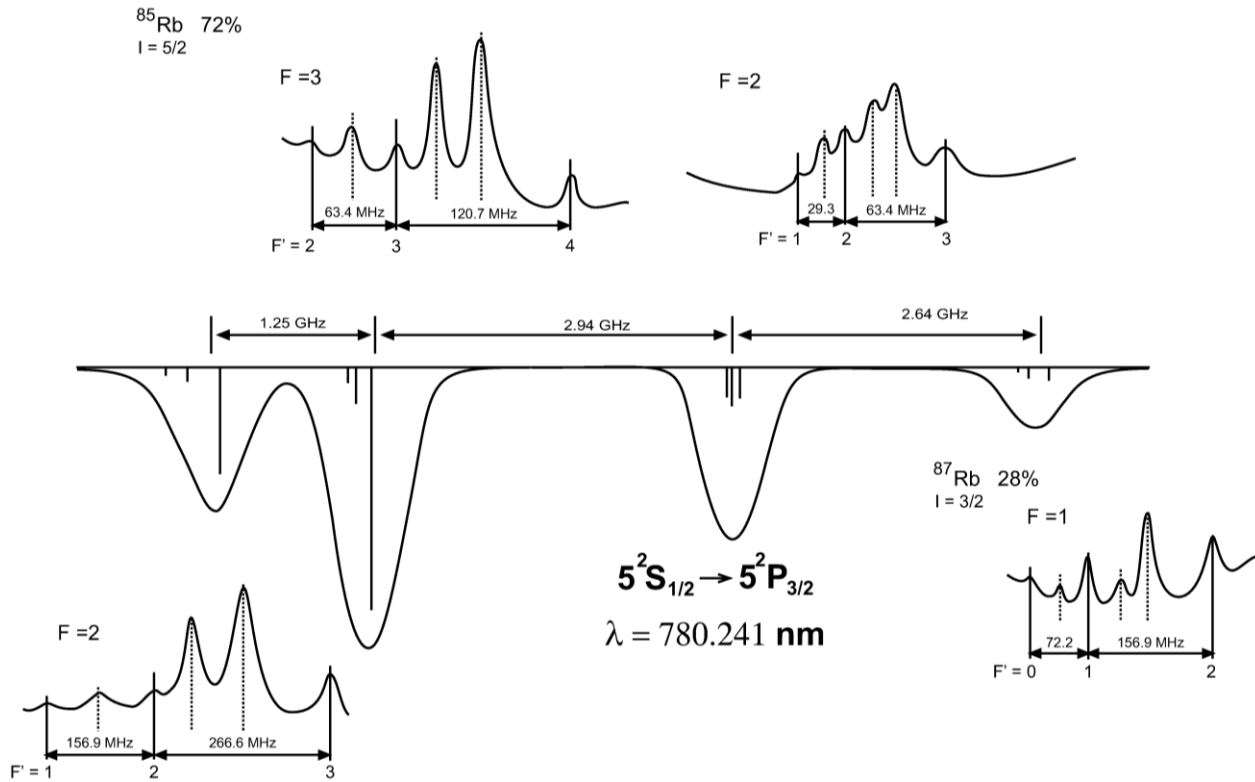 ⁸⁵Rb 72%
I = 5/2
F =3
63.4 MHz 120.7 MHz
F' = 2 3 4
F =2
29.3 63.4 MHz
F' = 1 2 3
1.25 GHz 2.94 GHz 2.64 GHz
⁸⁷Rb 28%
I = 3/2
F =1
72.2 156.9 MHz
F' = 0 1 2
5²S₁/₂ → 5²P₃/₂
λ = 780.241 nm
F =2
156.9 MHz 266.6 MHz
F' = 1 2 3